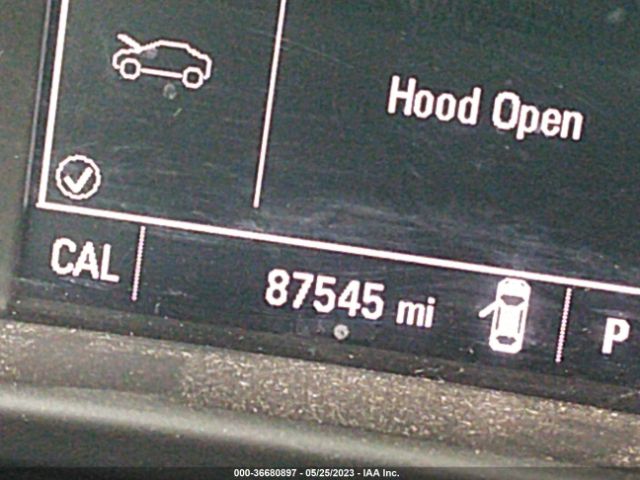 Hood Open
CAL
87545 mi
P
000-36680897 - 05/25/2023 - IAA Inc.